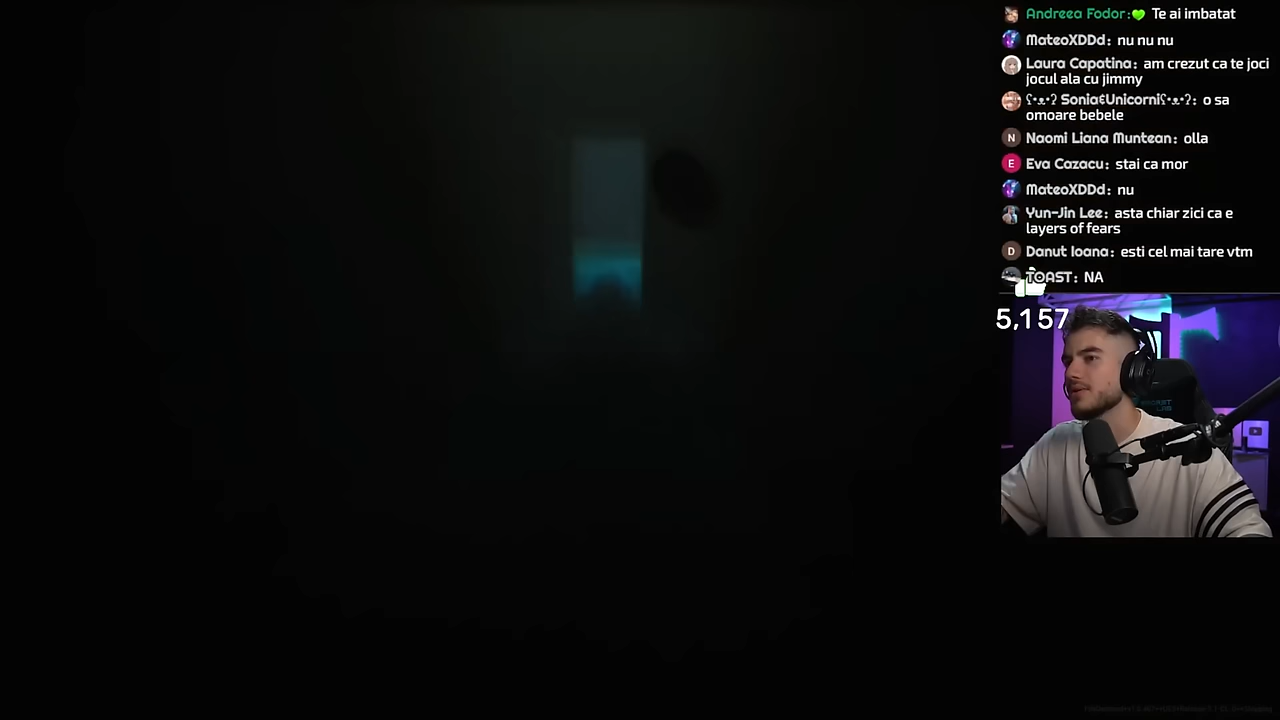 Andreea Fodor: Te ai imbatat
MateoXDDd: nu nu nu
Laura Capatina: am crezut ca te joci
jocul ala cu jimmy
ʕ•ᴥ•ʔ Sonia€Unicorniʕ•ᴥ•ʔ: o sa
omoare bebele
N Naomi Liana Muntean: olla
E Eva Cazacu: stai ca mor
MateoXDDd: nu
Yun-Jin Lee: asta chiar zici ca e
layers of fears
D Danut Ioana: esti cel mai tare vtm
TOAST: NA
5,157